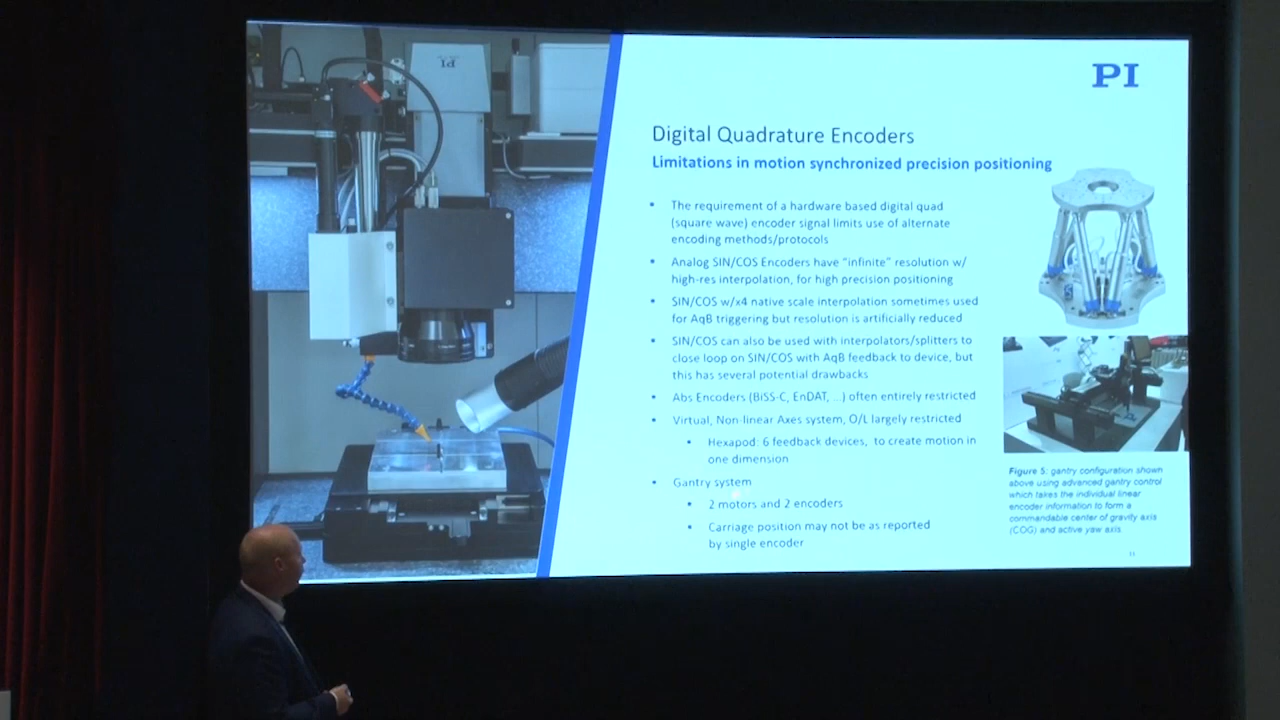 PI
PI
Digital Quadrature Encoders
Limitations in motion synchronized precision positioning
▪ The requirement of a hardware based digital quad
(square wave) encoder signal limits use of alternate
encoding methods/protocols
▪ Analog SIN/COS Encoders have “infinite” resolution w/
high-res interpolation, for high precision positioning
▪ SIN/COS w/x4 native scale interpolation sometimes used
for AqB triggering but resolution is artificially reduced
▪ SIN/COS can also be used with interpolators/splitters to
close loop on SIN/COS with AqB feedback to device, but
this has several potential drawbacks
▪ Abs Encoders (BiSS-C, EnDAT, ...) often entirely restricted
▪ Virtual, Non-linear Axes system, O/L largely restricted
▪ Hexapod: 6 feedback devices, to create motion in
one dimension
▪ Gantry system
▪ 2 motors and 2 encoders
▪ Carriage position may not be as reported
by single encoder
Figure 5: gantry configuration shown
above using advanced gantry control
which takes the individual linear
encoder information to form a
commandable center of gravity axis
(COG) and active yaw axis.